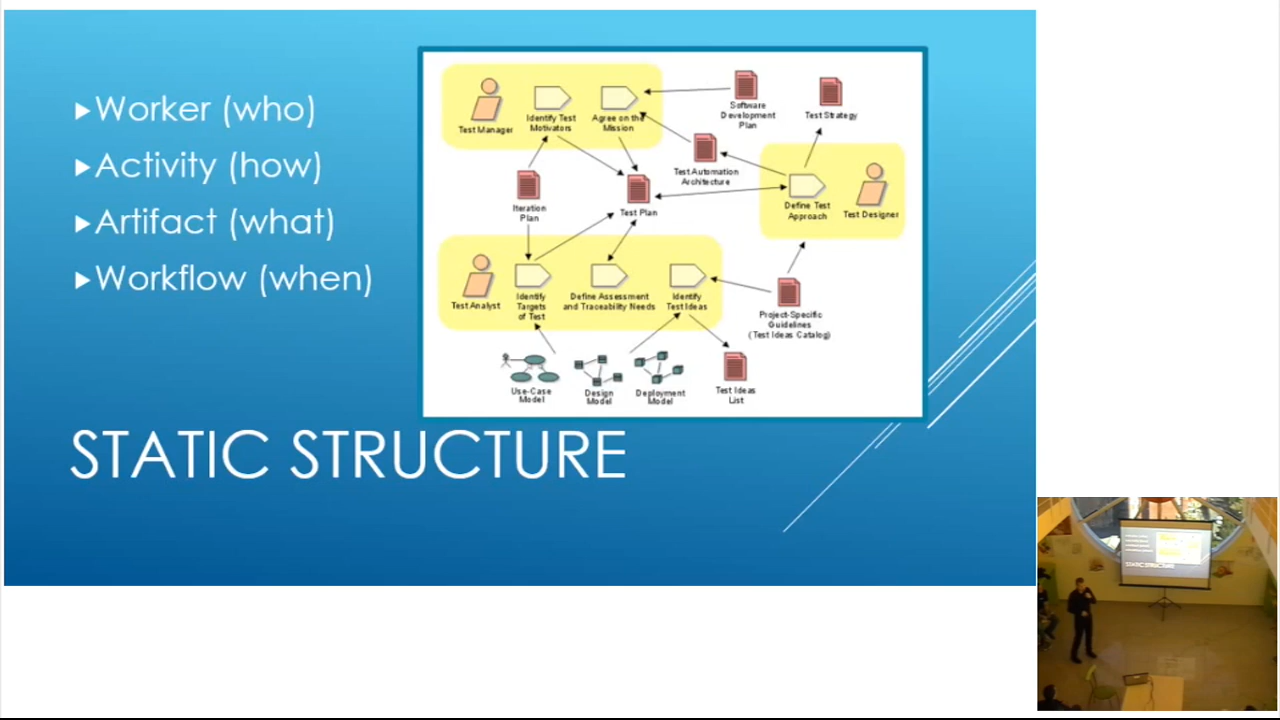 ▶Worker (who)
▶Activity (how)
▶Artifact (what)
▶Workflow (when)
Test Manager
Identify Test
Motivators
Agree on the
Mission
Software
Development
Plan
Test Strategy
Test Automation
Architecture
Iteration
Plan
Test Plan
Define Test
Approach
Test Designer
Test Analyst
Identify
Targets
of Test
Define Assessment
and Traceability Needs
Identify
Test Ideas
Project-Specific
Guidelines
(Test Ideas Catalog)
Use-Case
Model
Design
Model
Deployment
Model
Test Ideas
List
STATIC STRUCTURE
STATIC STRUCTURE